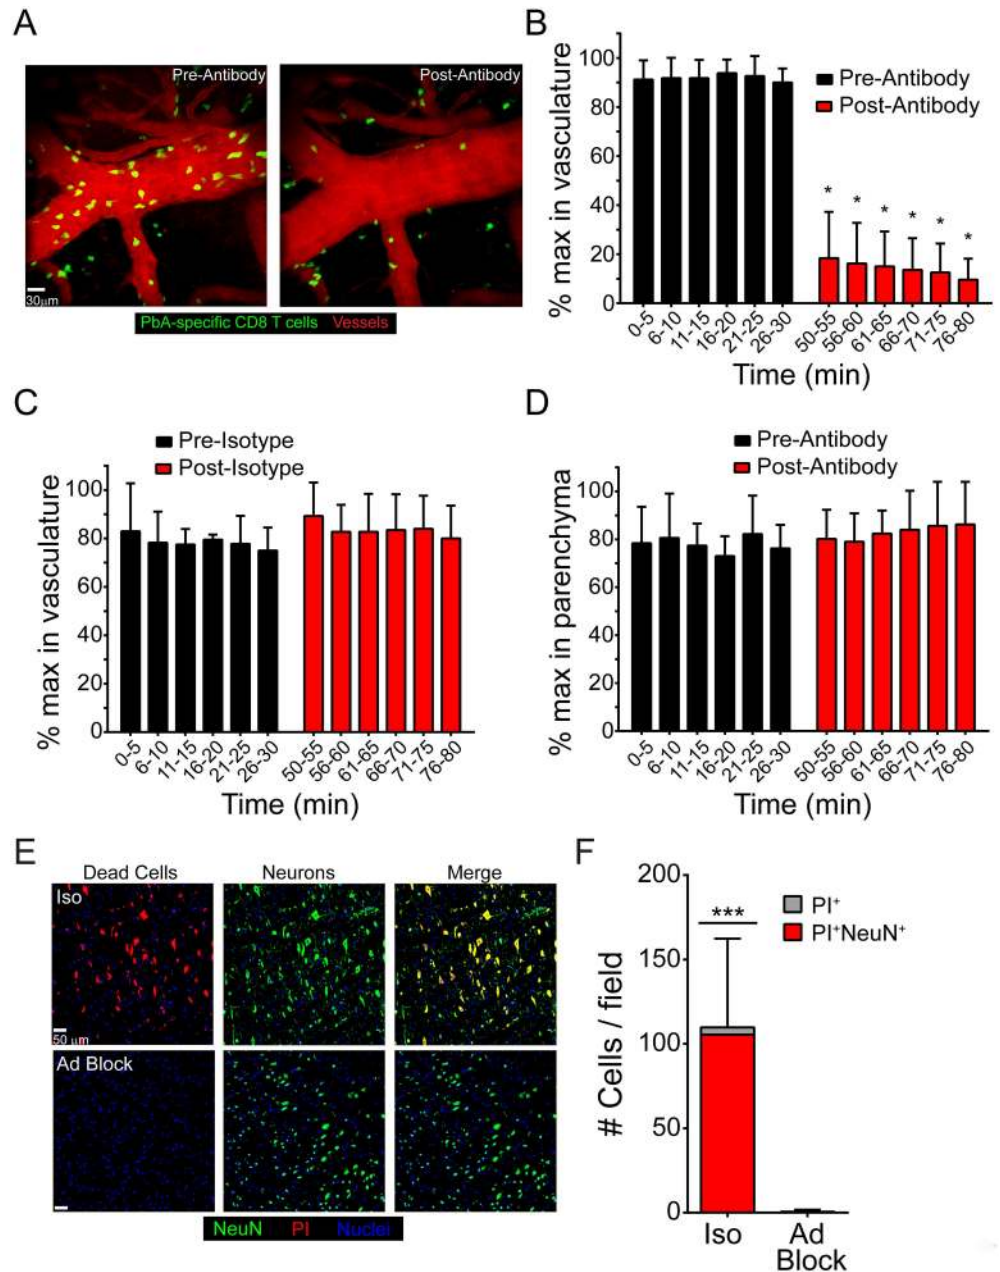 A
Pre-Antibody
Post-Antibody
30μm
PbA-specific CD8 T cells Vessels
B
% max in vasculature
100
80
60
40
20
0
Pre-Antibody
Post-Antibody
* * * * * *
0-5 6-10 11-15 16-20 21-25 26-30 50-55 56-60 61-65 66-70 71-75 76-80
Time (min)
C
Pre-Isotype
Post-Isotype
% max in vasculature
100
80
60
40
20
0
0-5 6-10 11-15 16-20 21-25 26-30 50-55 56-60 61-65 66-70 71-75 76-80
Time (min)
D
Pre-Antibody
Post-Antibody
% max in parenchyma
100
80
60
40
20
0
0-5 6-10 11-15 16-20 21-25 26-30 50-55 56-60 61-65 66-70 71-75 76-80
Time (min)
E
Dead Cells Neurons Merge
Iso
50 μm
Ad Block
NeuN PI Nuclei
F
# Cells / field
200
150
100
50
0
***
PI⁺
PI⁺NeuN⁺
Iso Ad
Block